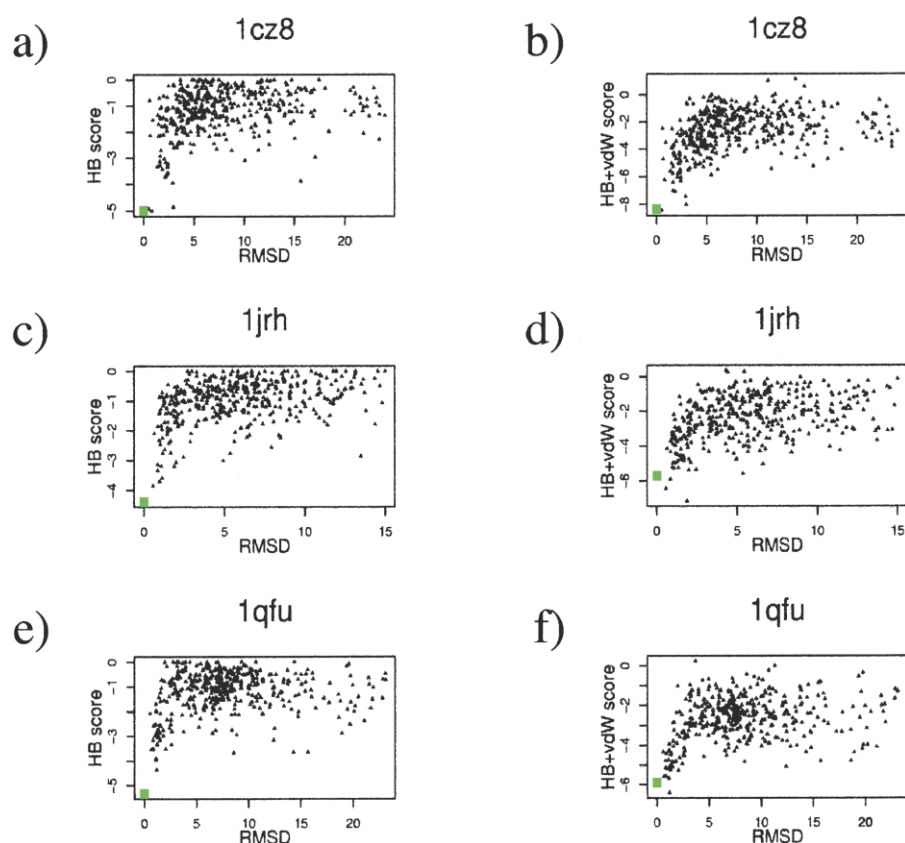 a)
1cz8
HB score
0
-1
-3
-5
0 5 10 15 20
RMSD
b)
1cz8
HB+vdW score
0
-2
-4
-6
-8
0 5 10 15 20
RMSD
c)
1jrh
HB score
0
-1
-2
-3
-4
0 5 10 15
RMSD
d)
1jrh
HB+vdW score
0
-2
-4
-6
0 5 10 15
RMSD
e)
1qfu
HB score
0
-1
-3
-5
0 5 10 15 20
RMSD
f)
1qfu
HB+vdW score
0
-2
-4
-6
0 5 10 15 20
RMSD